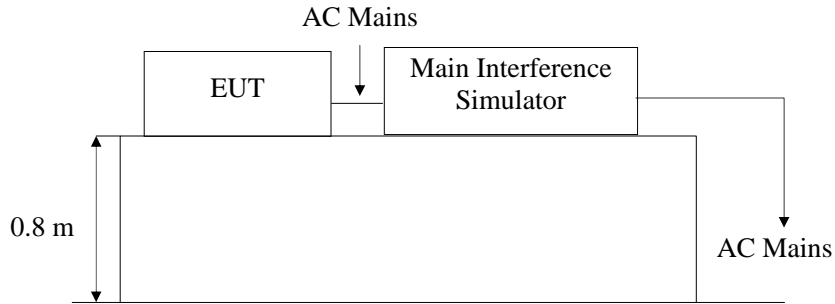 AC Mains
EUT
Main Interference
Simulator
0.8 m
AC Mains